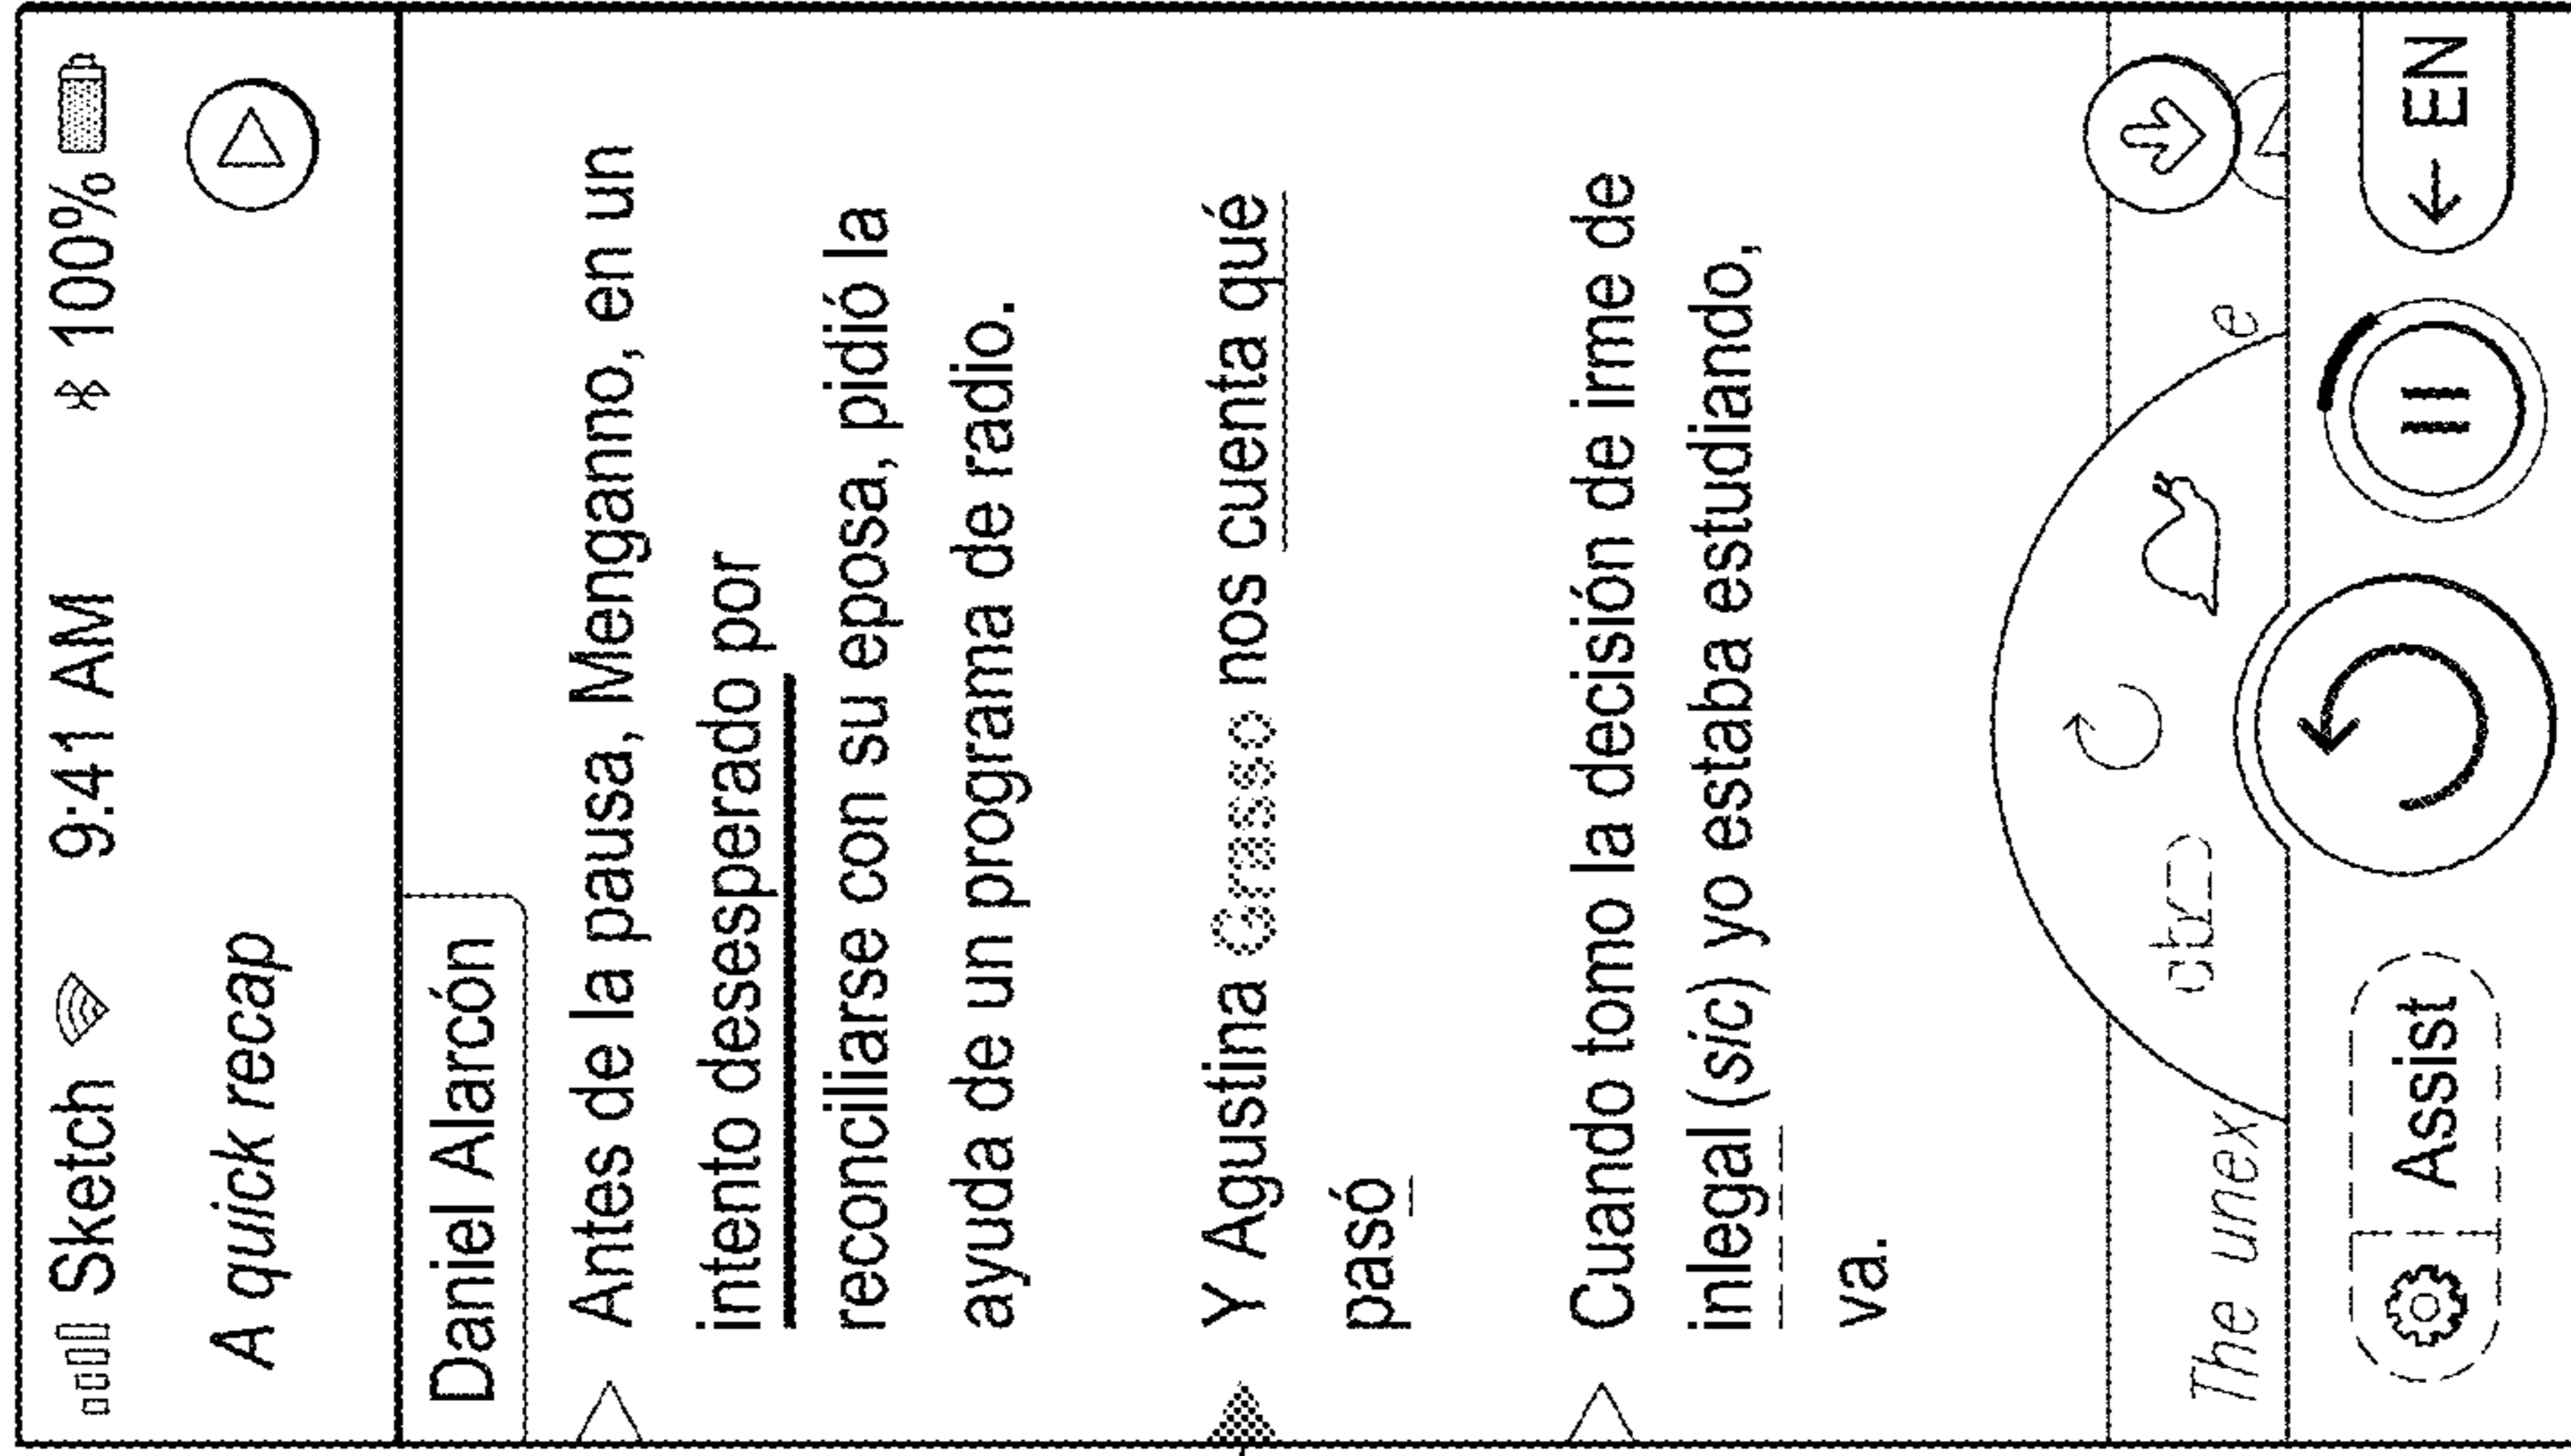 Sketch 9:41 AM 100%
A quick recap
Daniel Alarcón
Antes de la pausa, Menganno, en un
intento desesperado por
reconciliarse con su eposa, pidió la
ayuda de un programa de radio.
Y Agustina Grasso nos cuenta qué
pasó
Cuando tomo la decisión de irme de
inlegal (sic) yo estaba estudiando,
va.
The unex e
Assist
← EN